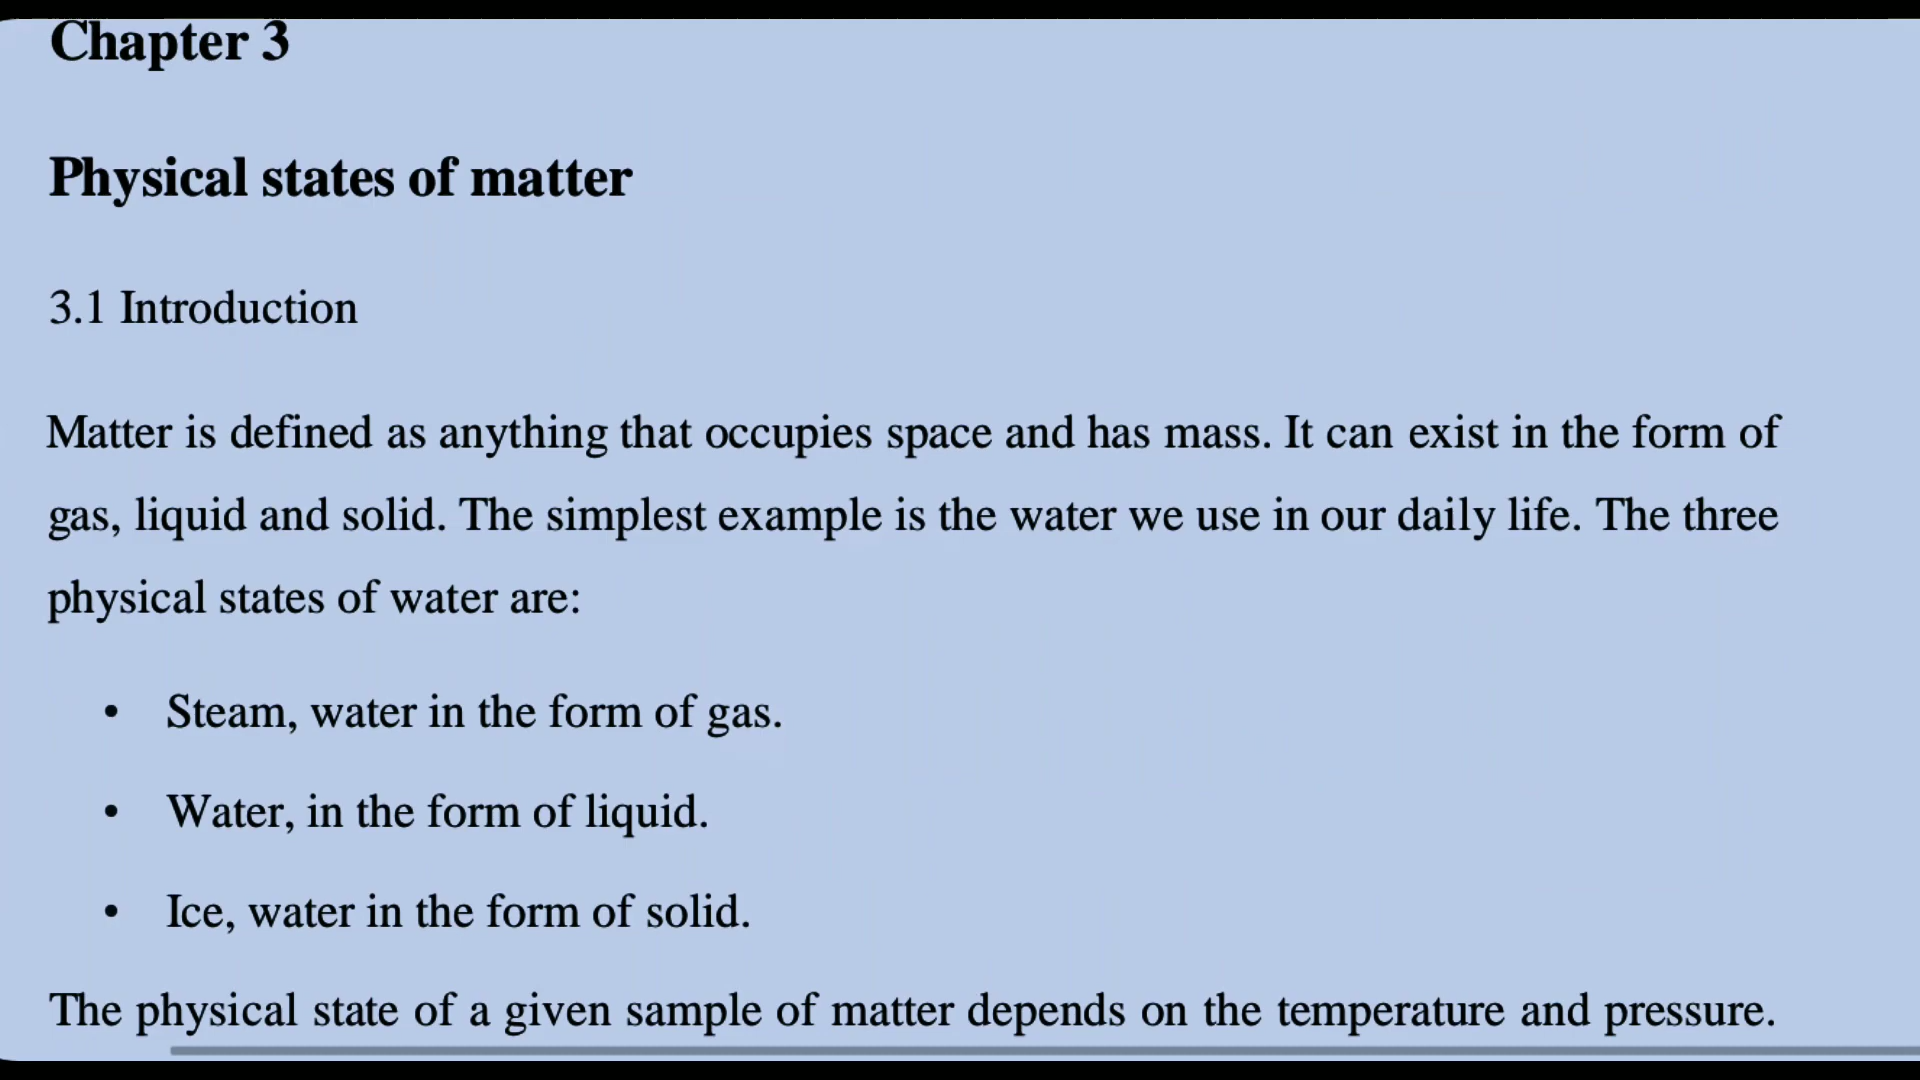 Chapter 3
Physical states of matter
3.1 Introduction
Matter is defined as anything that occupies space and has mass. It can exist in the form of
gas, liquid and solid. The simplest example is the water we use in our daily life. The three
physical states of water are:
• Steam, water in the form of gas.
• Water, in the form of liquid.
• Ice, water in the form of solid.
The physical state of a given sample of matter depends on the temperature and pressure.